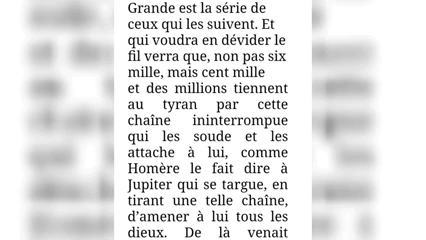 Grande est la série de
ceux qui les suivent. Et
qui voudra en dévider le
fil verra que, non pas six
mille, mais cent mille
et des millions tiennent
au tyran par cette
chaîne ininterrompue
qui les soude et les
attache à lui, comme
Homère le fait dire à
Jupiter qui se targue, en
tirant une telle chaîne,
d’amener à lui tous les
dieux. De là venait